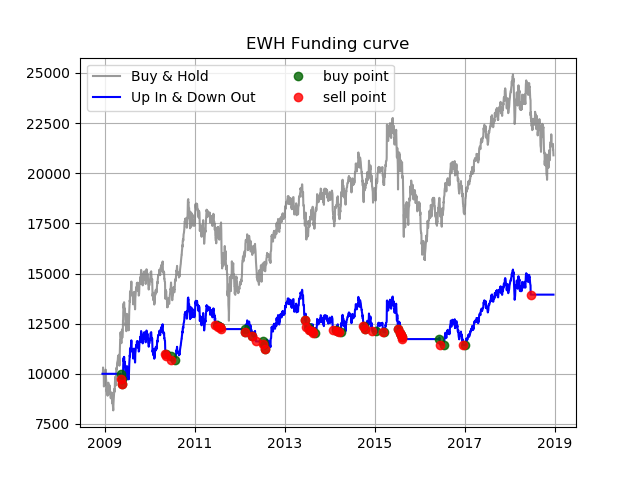 EWH Funding curve
Buy & Hold
Up In & Down Out
buy point
sell point
25000
22500
20000
17500
15000
12500
10000
7500
2009 2011 2013 2015 2017 2019